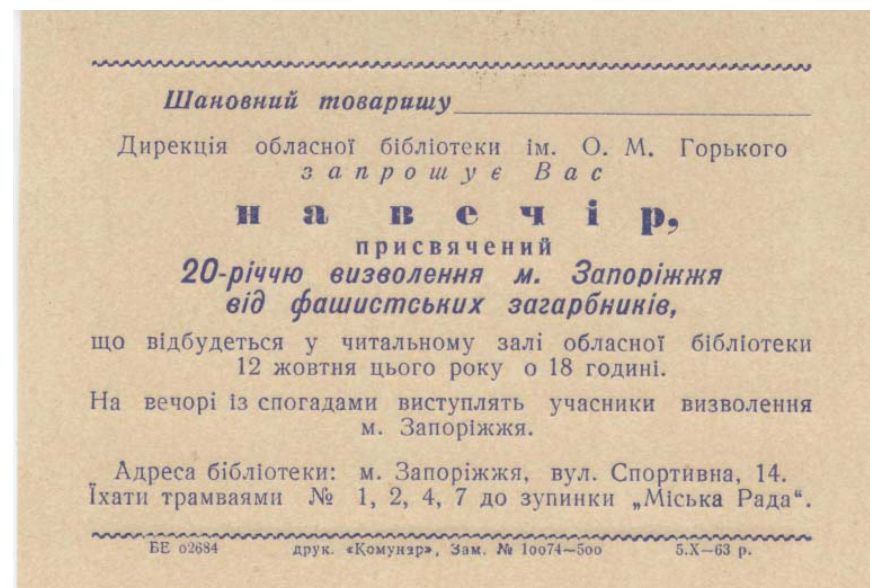 Шановний товаришу
Дирекція обласної бібліотеки ім. О. М. Горького
запрошує Вас
на вечір,
присвячений
20-річчю визволення м. Запоріжжя
від фашистських загарбників,
що відбудеться у читальному залі обласної бібліотеки
12 жовтня цього року о 18 годині.
На вечорі із спогадами виступлять учасники визволення
м. Запоріжжя.
Адреса бібліотеки: м. Запоріжжя, вул. Спортивна, 14.
Їхати трамваями № 1, 2, 4, 7 до зупинки „Міська Рада“.
БЕ 02684 друк. «Комунар», Зам. № 10074—500 5.X—63 р.